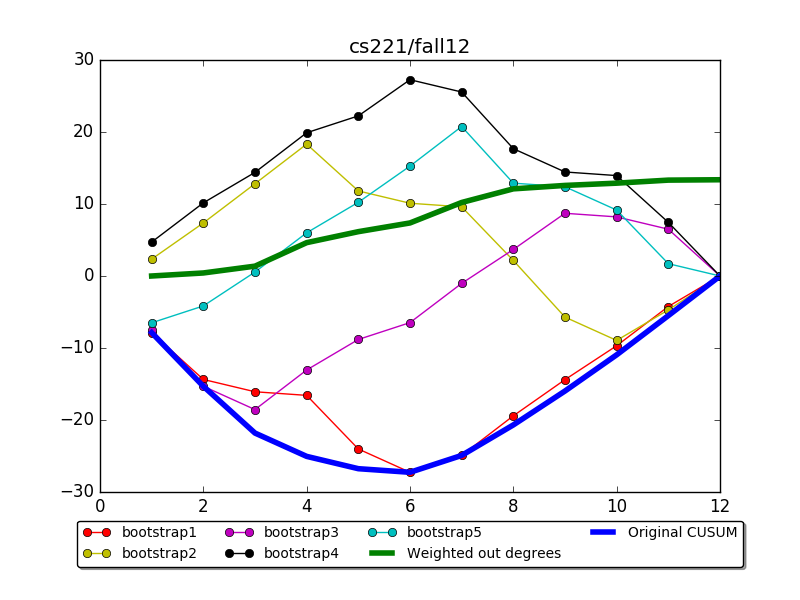 cs221/fall12
30
20
10
0
−10
−20
−30
0 2 4 6 8 10 12
bootstrap1 bootstrap3 bootstrap5 Original CUSUM
bootstrap2 bootstrap4 Weighted out degrees